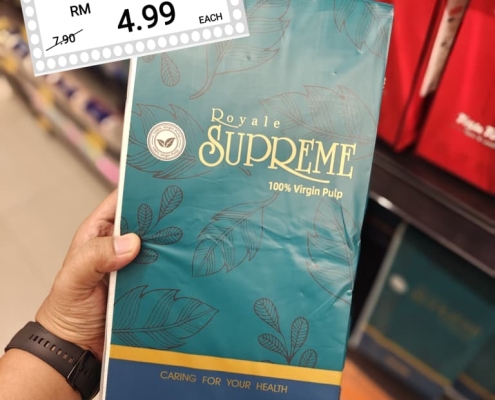 RM
7.90
4.99
EACH
Royale
SUPREME
100% Virgin Pulp
CARING FOR YOUR HEALTH